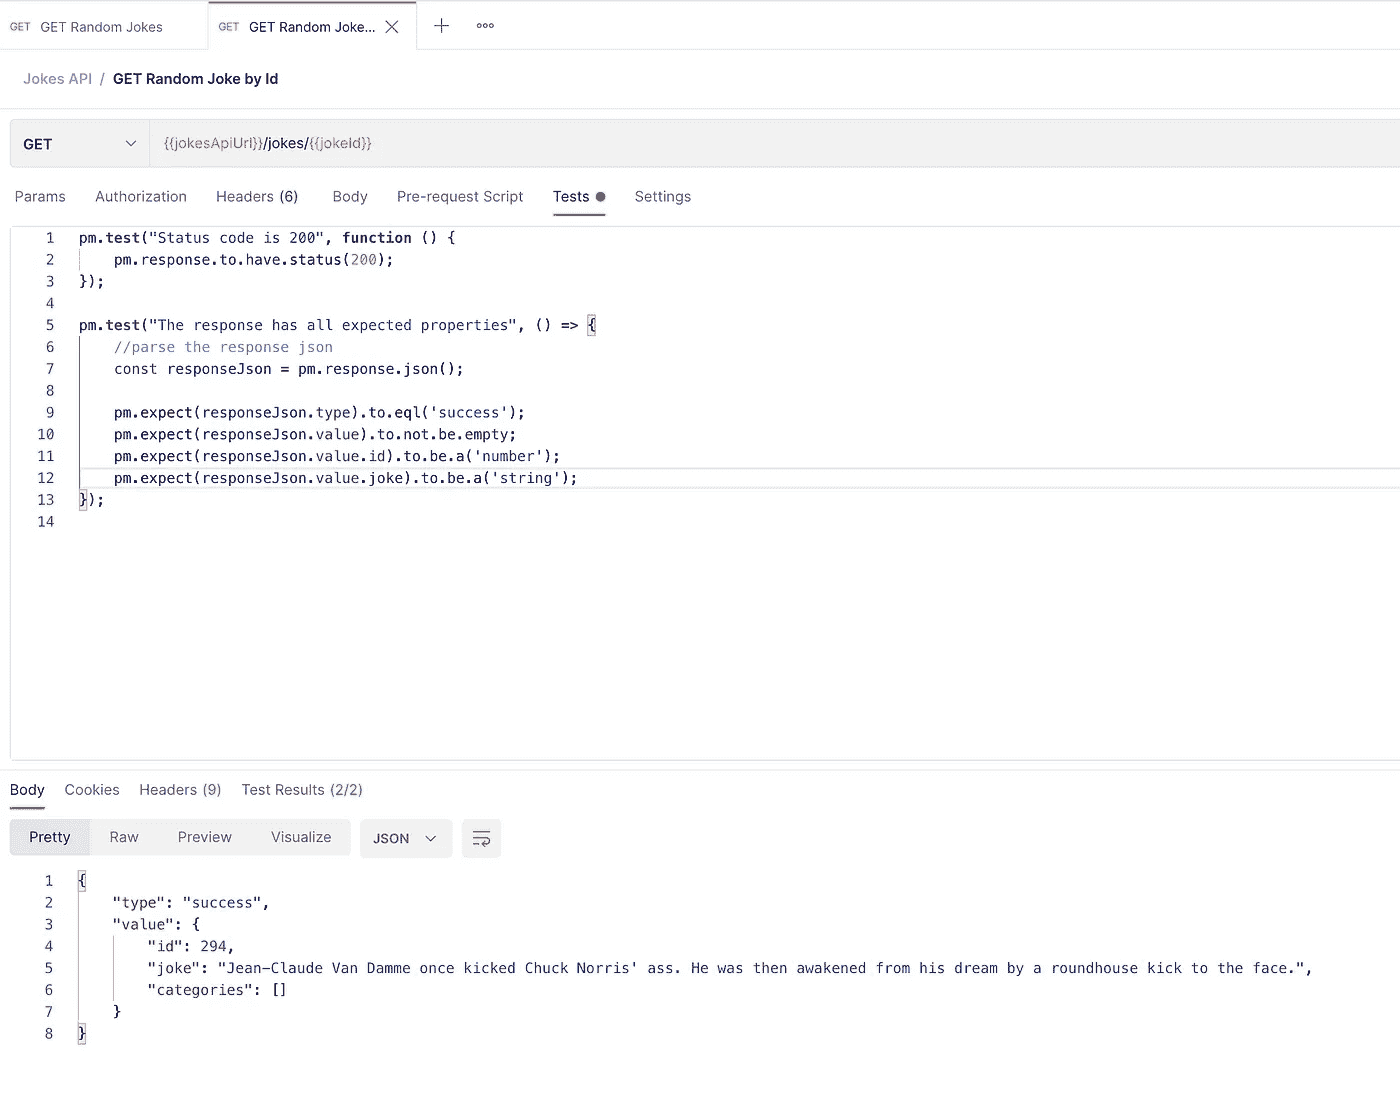 GET GET Random Jokes GET GET Random Joke...
Jokes API / GET Random Joke by Id
GET {{jokesApiUrl}}/jokes/{{jokeId}}
Params Authorization Headers (6) Body Pre-request Script Tests Settings
1 pm.test("Status code is 200", function () {
2 pm.response.to.have.status(200);
3 });
4
5 pm.test("The response has all expected properties", () => {
6 //parse the response json
7 const responseJson = pm.response.json();
8
9 pm.expect(responseJson.type).to.eql('success');
10 pm.expect(responseJson.value).to.not.be.empty;
11 pm.expect(responseJson.value.id).to.be.a('number');
12 pm.expect(responseJson.value.joke).to.be.a('string');
13 });
14
Body Cookies Headers (9) Test Results (2/2)
Pretty Raw Preview Visualize JSON
1 {
2 "type": "success",
3 "value": {
4 "id": 294,
5 "joke": "Jean-Claude Van Damme once kicked Chuck Norris' ass. He was then awakened from his dream by a roundhouse kick to the face.",
6 "categories": []
7 }
8 }